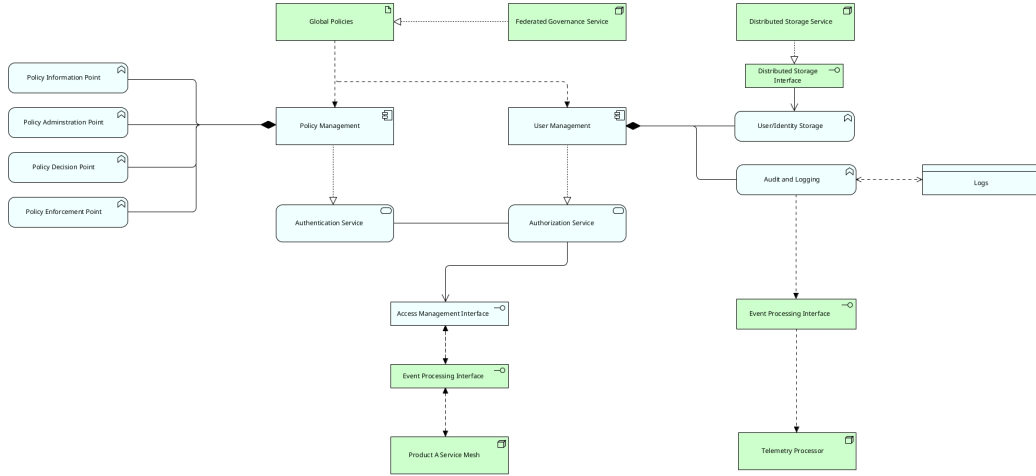 Global Policies
Federated Governance Service
Distributed Storage Service
Policy Information Point
Distributed Storage
Interface
Policy Adminstration Point
Policy Management
User Management
User/Identity Storage
Policy Decision Point
Audit and Logging
Logs
Policy Enforcement Point
Authentication Service
Authorization Service
Access Management Interface
Event Processing Interface
Event Processing Interface
Product A Service Mesh
Telemetry Processor